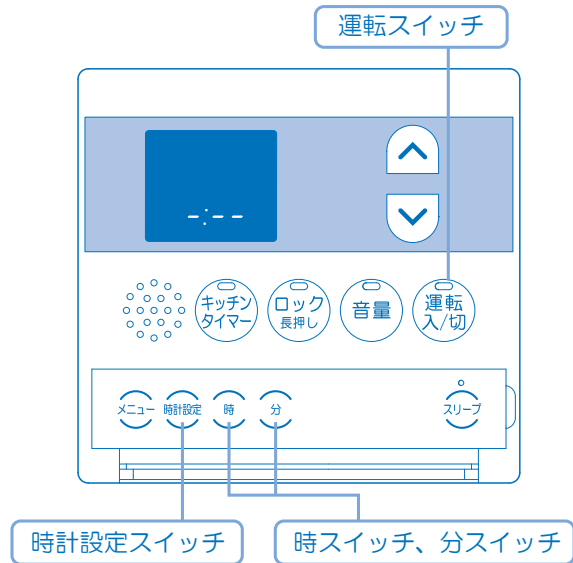 運転スイッチ
-:--
キッチン
タイマー
ロック
長押し
音量
運転
入/切
メニュー
時計設定
時
分
スリープ
時計設定スイッチ
時スイッチ、分スイッチ